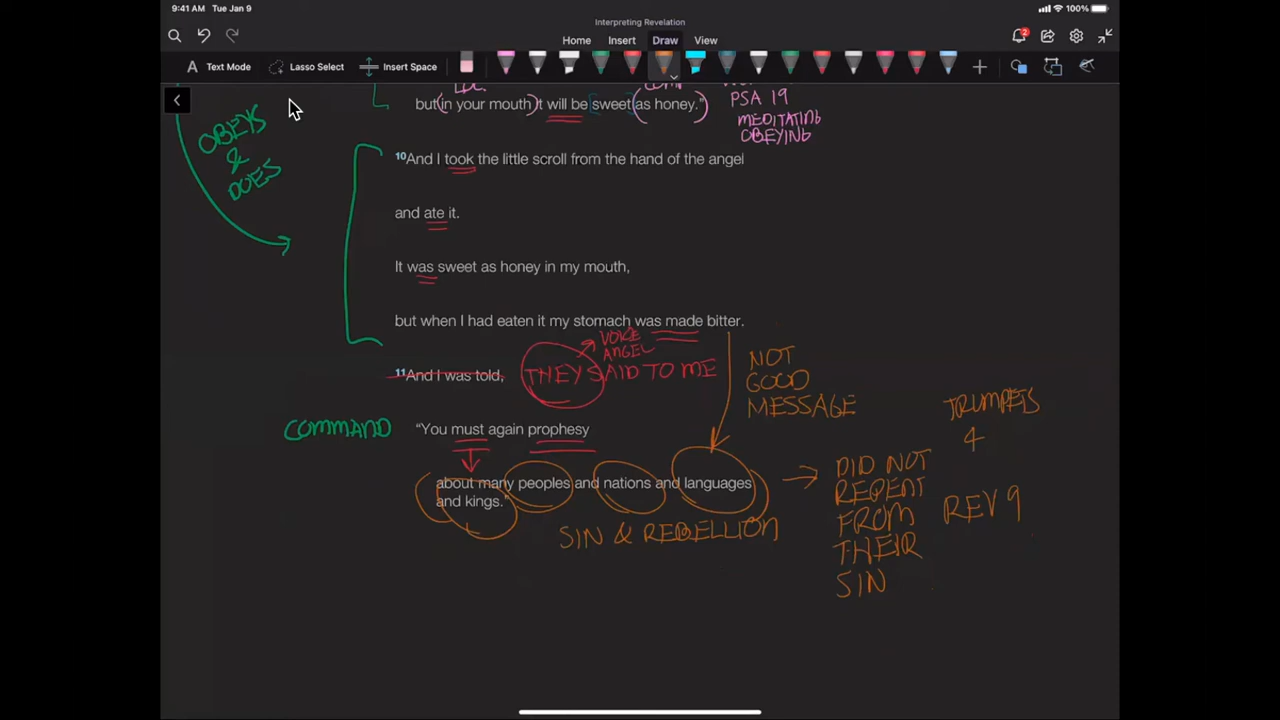 9:41 AM Tue Jan 9
100%
Interpreting Revelation
Home Insert Draw View
2
Text Mode Lasso Select Insert Space
but (in your mouth) it will be sweet (as honey.")
PSA 19
MEDITATING
OBEYING
OBEYS
&
DOES
10And I took the little scroll from the hand of the angel
and ate it.
It was sweet as honey in my mouth,
but when I had eaten it my stomach was made bitter.
VOICE
ANGEL
11And I was told, THEY SAID TO ME
NOT
GOOD
MESSAGE
COMMAND
"You must again prophesy
about many peoples and nations and languages
and kings."
SIN & REBELLION
DID NOT
REPENT
FROM
THEIR
SIN
TRUMPETS
4
REV 9